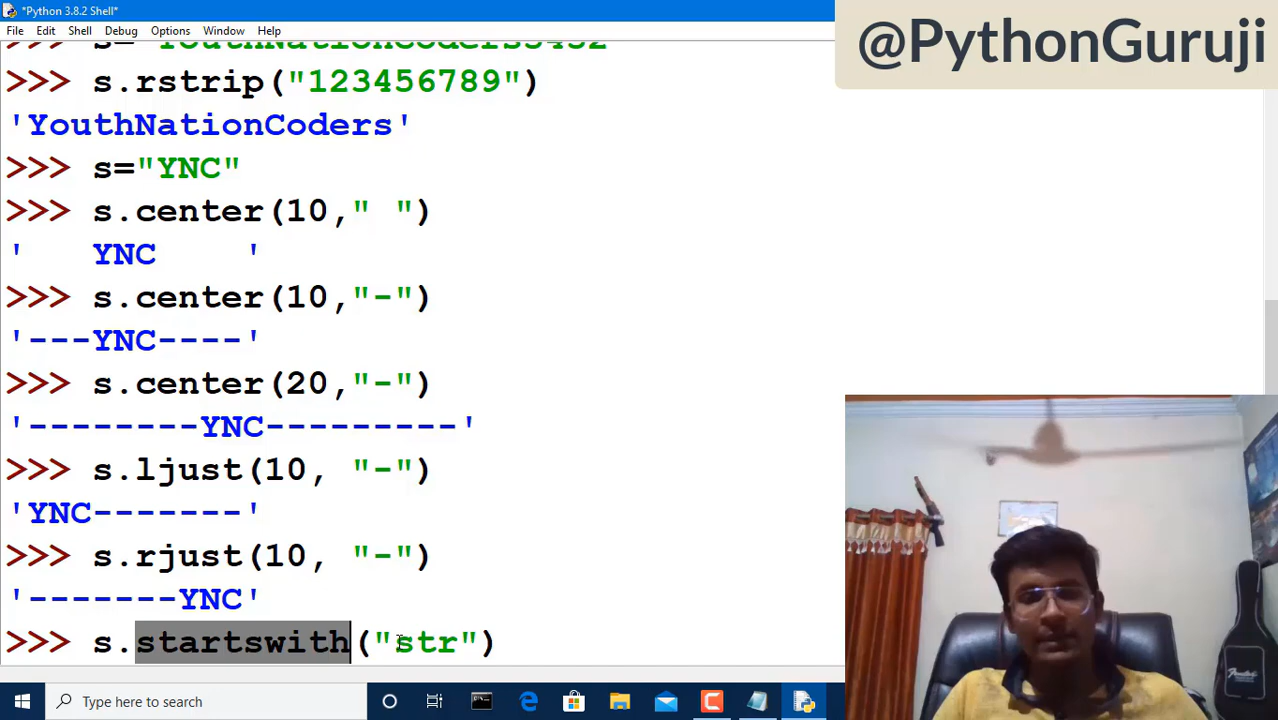 *Python 3.8.2 Shell*
File Edit Shell Debug Options Window Help
@PythonGuruji
>>> s="YouthNationCoders5432
>>> s.rstrip("123456789")
'YouthNationCoders'
>>> s="YNC"
>>> s.center(10," ")
'   YNC    '
>>> s.center(10,"-")
'---YNC----'
>>> s.center(20,"-")
'--------YNC---------'
>>> s.ljust(10, "-")
'YNC-------'
>>> s.rjust(10, "-")
'-------YNC'
>>> s.startswith("str")
Type here to search
Fender